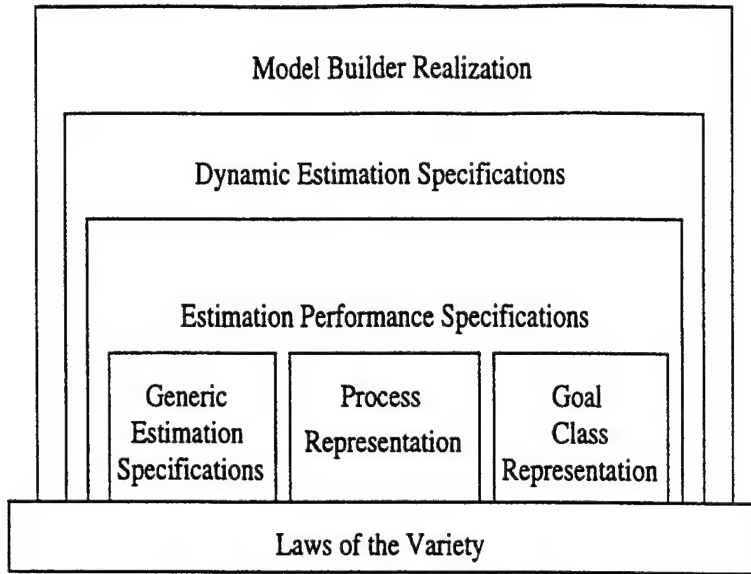 Model Builder Realization
Dynamic Estimation Specifications
Estimation Performance Specifications
Generic
Estimation
Specifications
Process
Representation
Goal
Class
Representation
Laws of the Variety